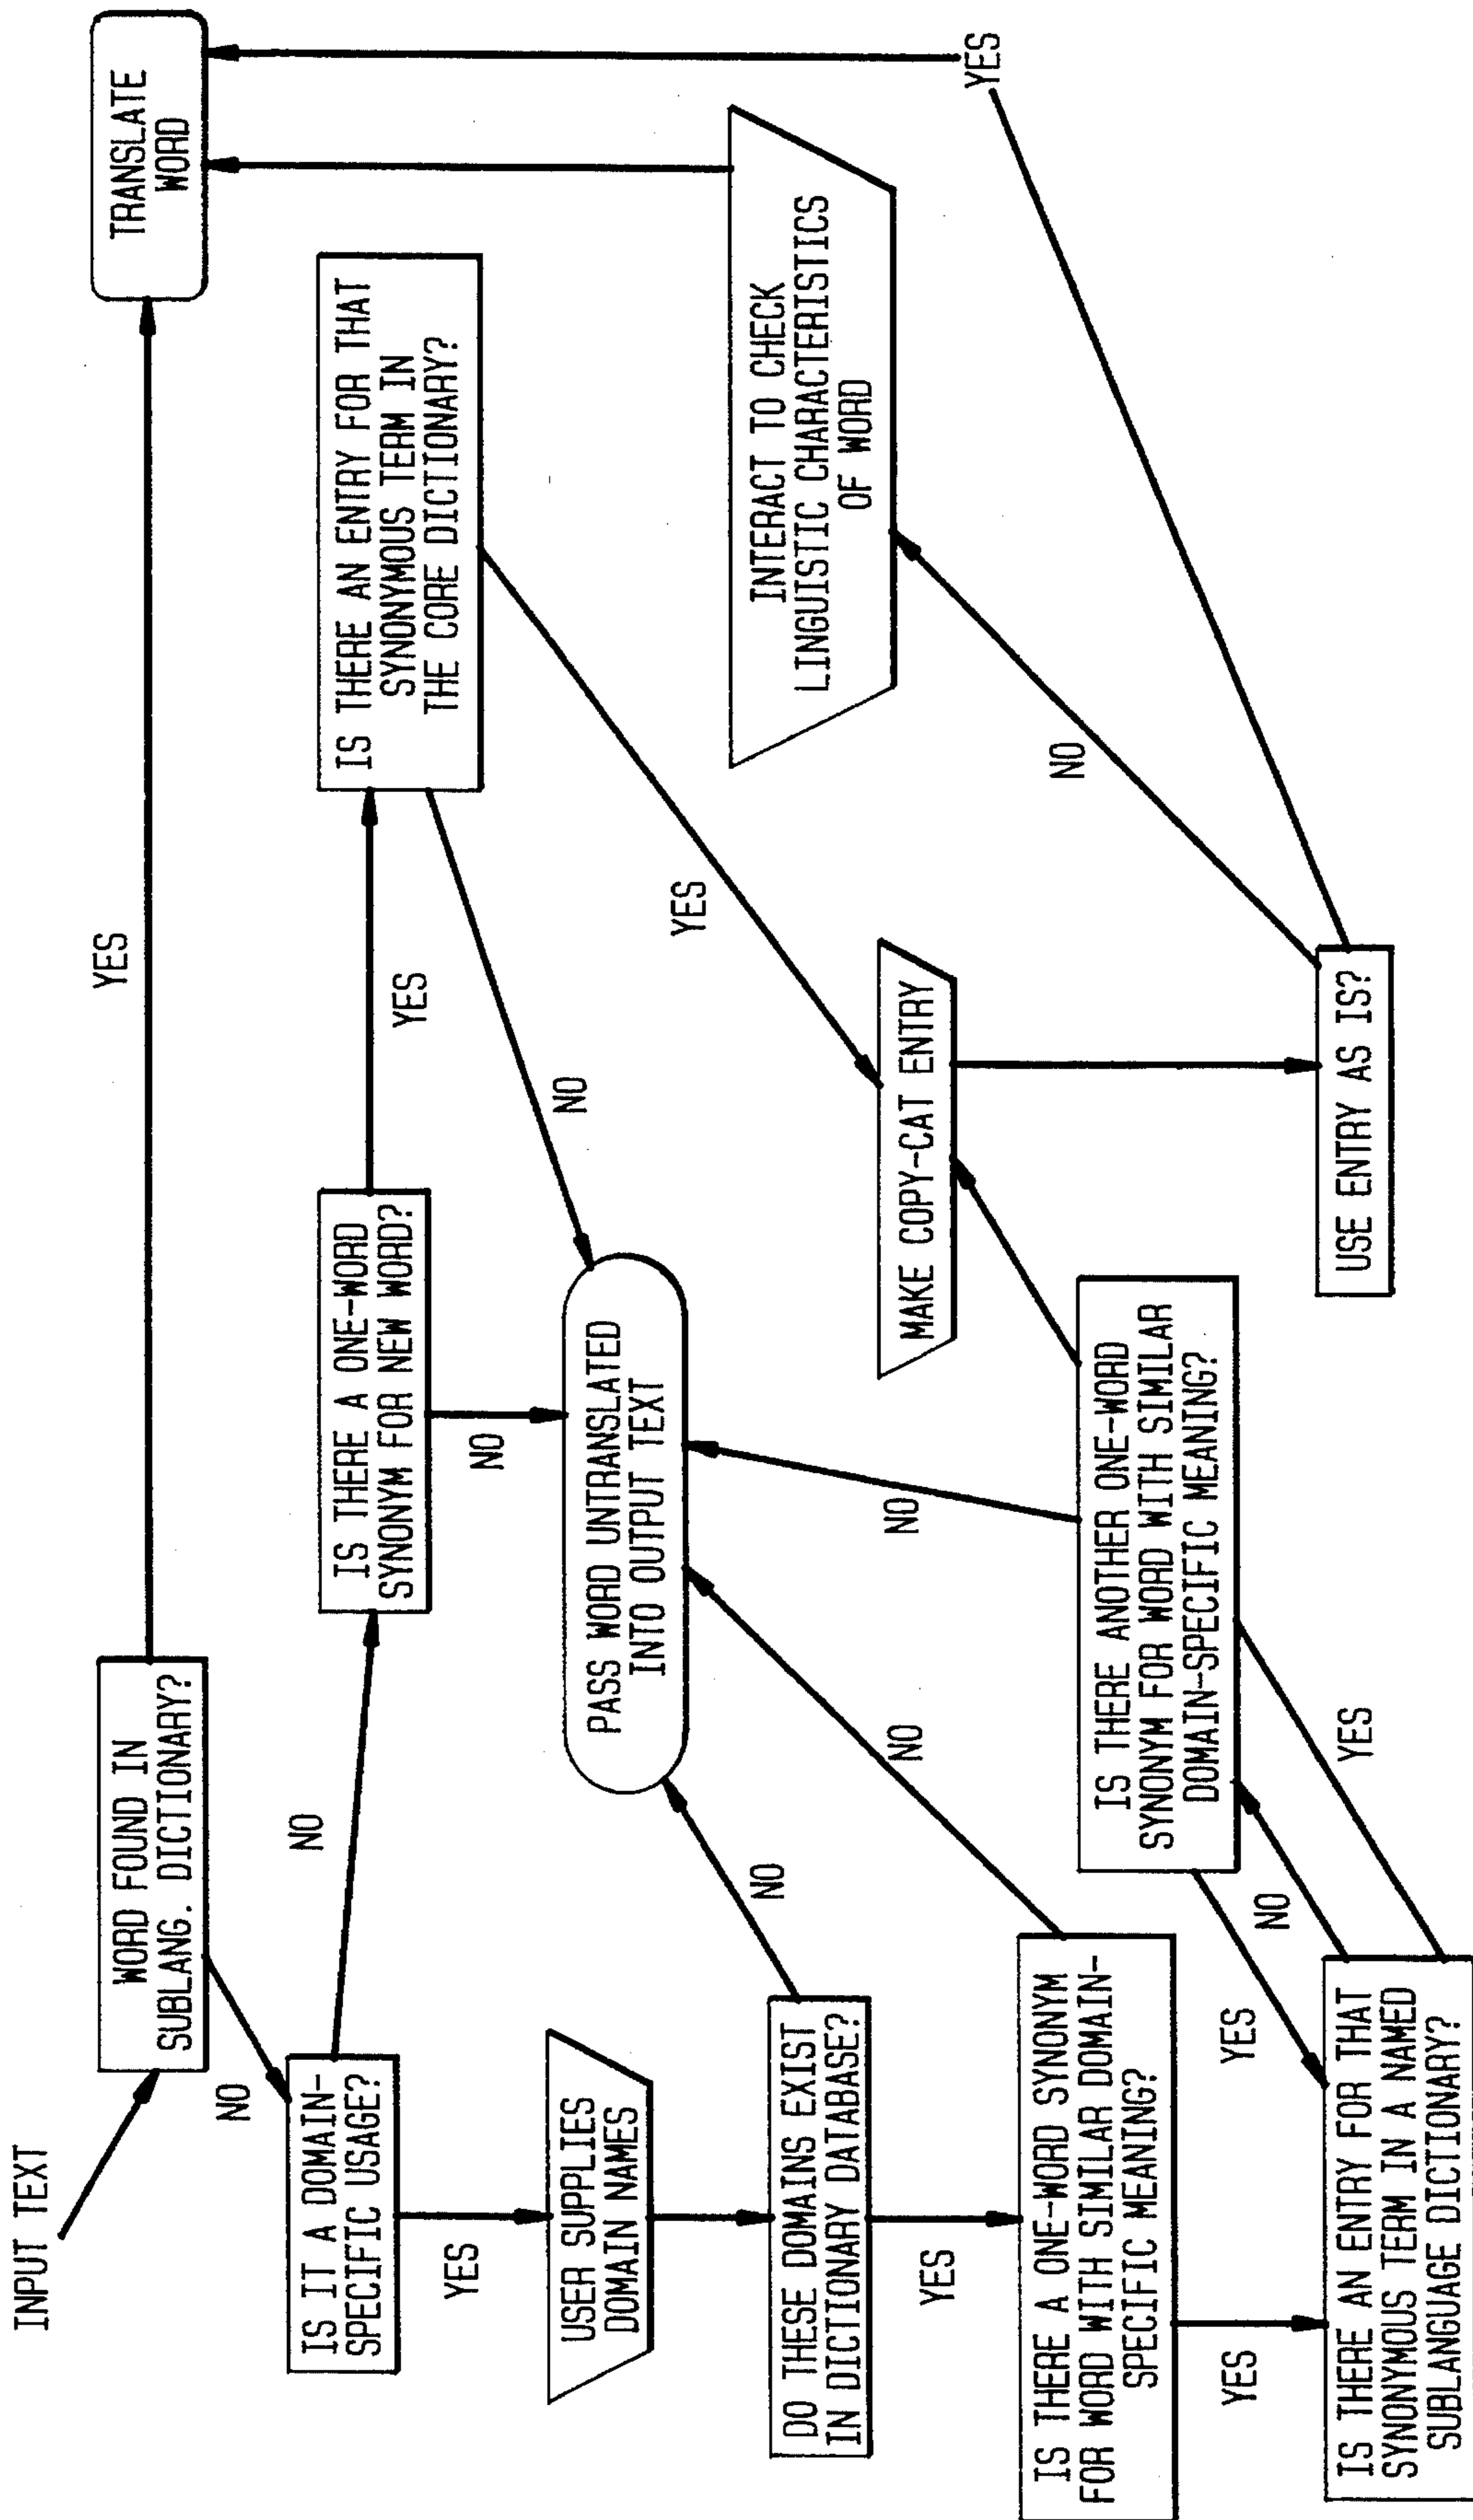 INPUT TEXT
WORD FOUND IN
SUBLANG. DICTIONARY?
YES
TRANSLATE
WORD
NO
IS IT A DOMAIN-
SPECIFIC USAGE?
NO
IS THERE A ONE-WORD
SYNONYM FOR NEW WORD?
YES
IS THERE AN ENTRY FOR THAT
SYNONYMOUS TERM IN
THE CORE DICTIONARY?
YES
NO
NO
YES
USER SUPPLIES
DOMAIN NAMES
PASS WORD UNTRANSLATED
INTO OUTPUT TEXT
INTERACT TO CHECK
LINGUISTIC CHARACTERISTICS
OF WORD
DO THESE DOMAINS EXIST
IN DICTIONARY DATABASE?
NO
NO
NO
MAKE COPY-CAT ENTRY
YES
YES
IS THERE A ONE-WORD SYNONYM
FOR WORD WITH SIMILAR DOMAIN-
SPECIFIC MEANING?
IS THERE ANOTHER ONE-WORD
SYNONYM FOR WORD WITH SIMILAR
DOMAIN-SPECIFIC MEANING?
NO
YES
YES
NO
YES
USE ENTRY AS IS?
IS THERE AN ENTRY FOR THAT
SYNONYMOUS TERM IN A NAMED
SUBLANGUAGE DICTIONARY?